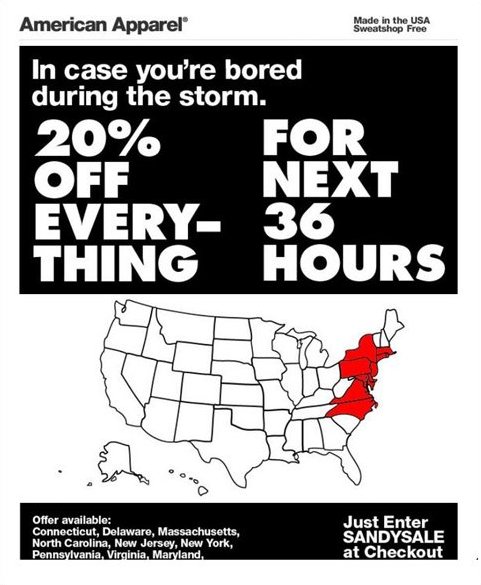 American Apparel®
Made in the USA
Sweatshop Free
In case you're bored
during the storm.
20%
OFF
EVERY-
THING
FOR
NEXT
36
HOURS
Offer available:
Connecticut, Delaware, Massachusetts,
North Carolina, New Jersey, New York,
Pennsylvania, Virginia, Maryland,
Just Enter
SANDYSALE
at Checkout